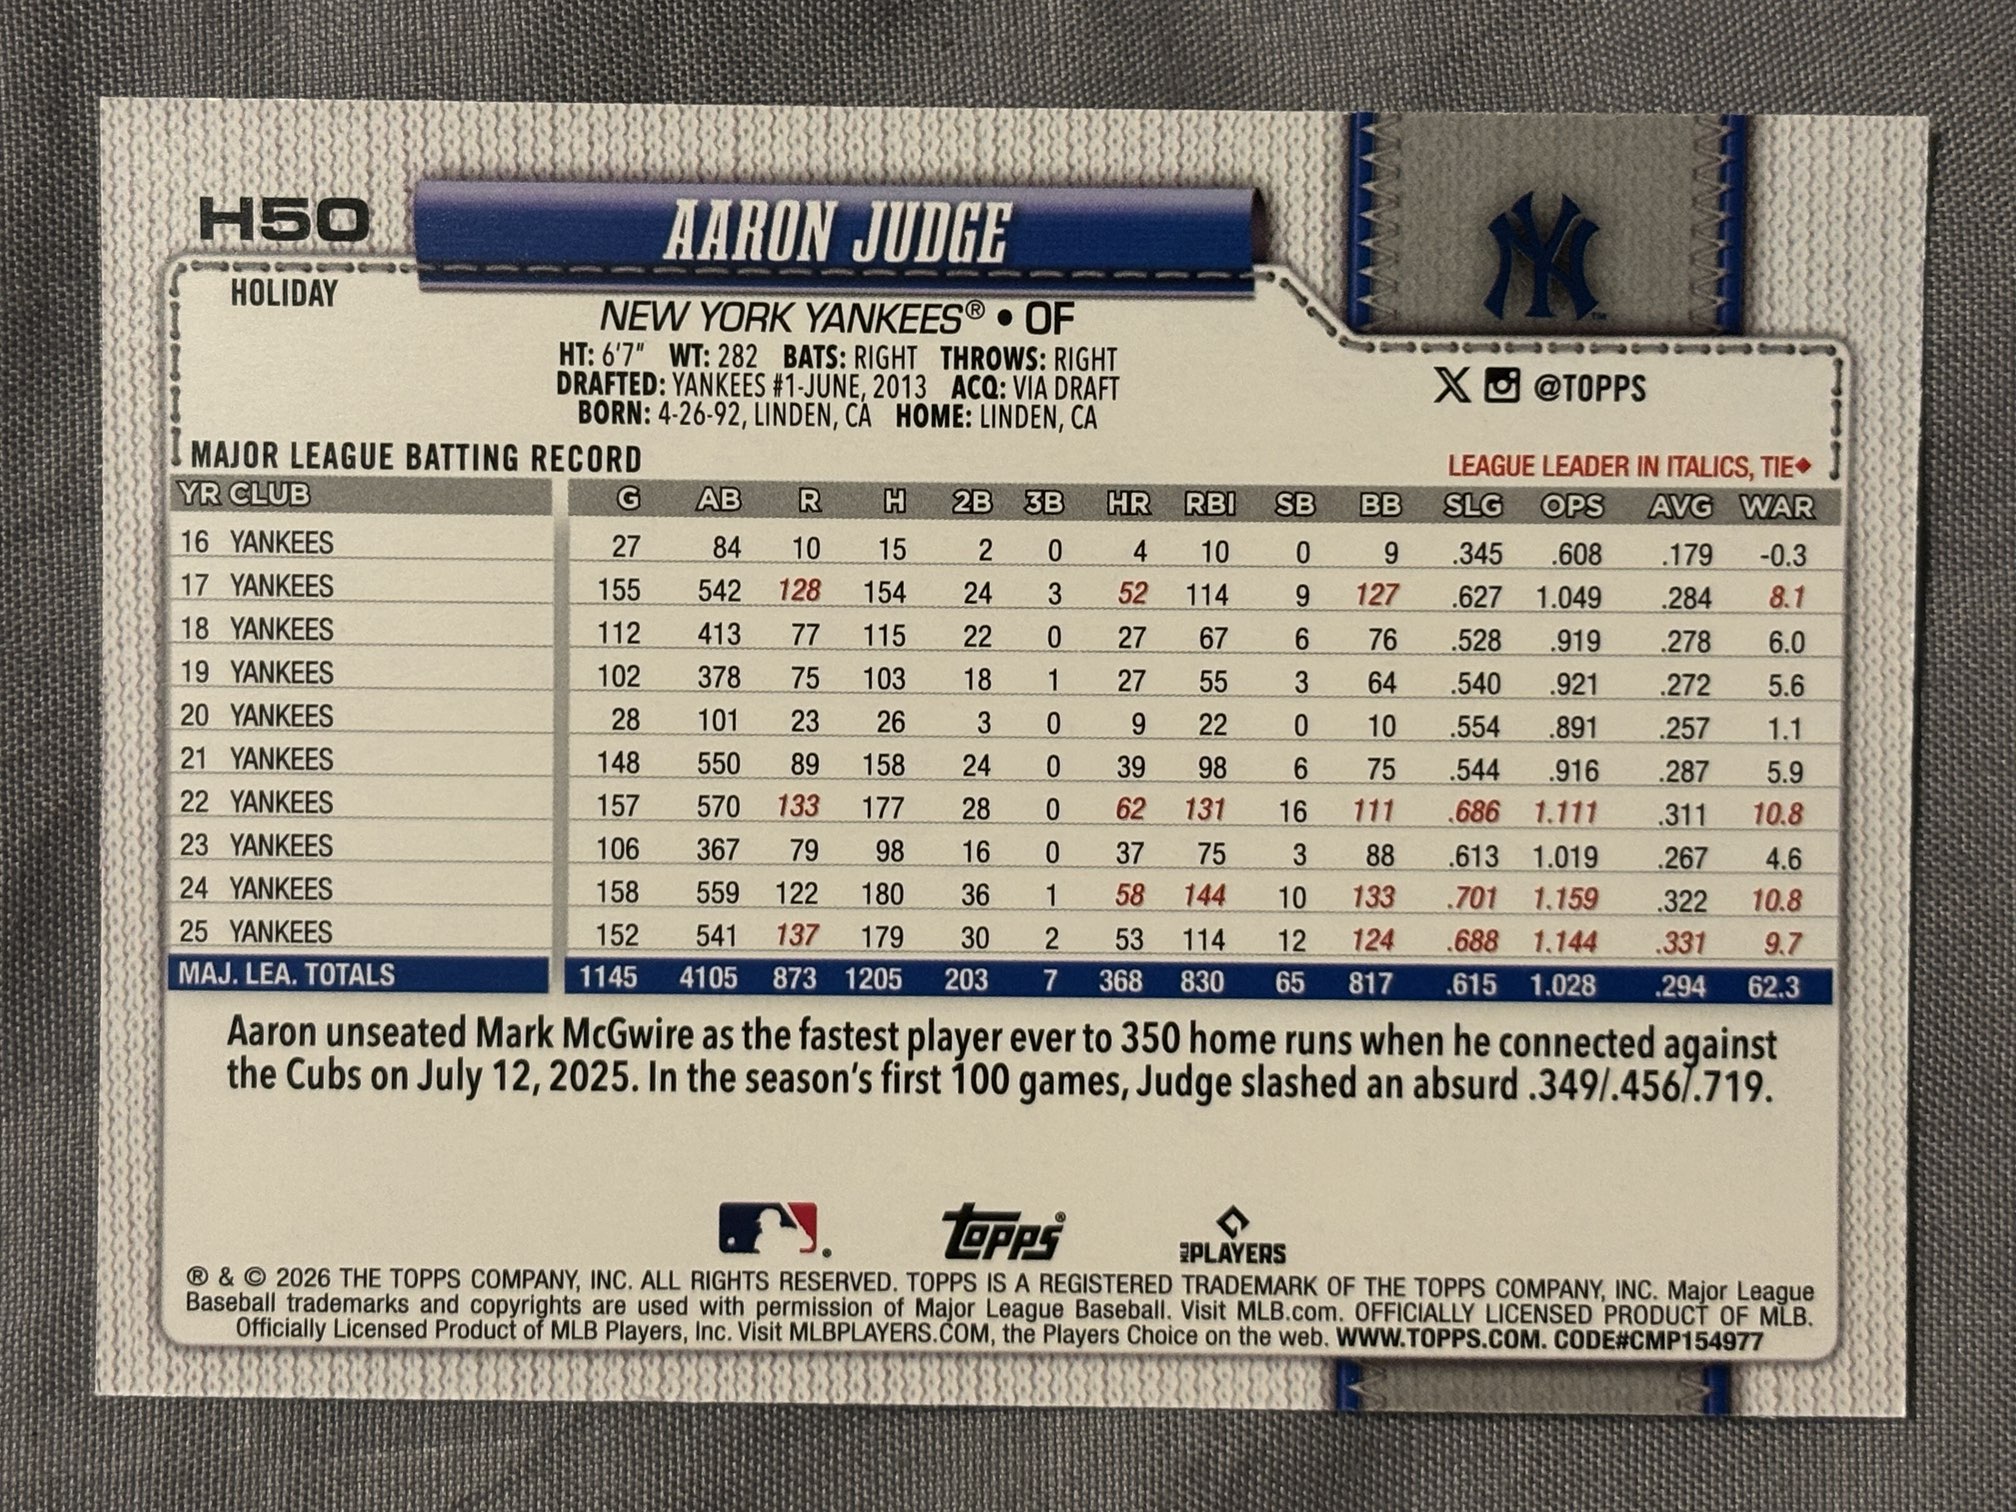 H50 AARON JUDGE
HOLIDAY
NEW YORK YANKEES® • OF
HT: 6'7" WT: 282 BATS: RIGHT THROWS: RIGHT
DRAFTED: YANKEES #1-JUNE, 2013 ACQ: VIA DRAFT
BORN: 4-26-92, LINDEN, CA HOME: LINDEN, CA
NY™
X @TOPPS
MAJOR LEAGUE BATTING RECORD
LEAGUE LEADER IN ITALICS, TIE♦
YR CLUB G AB R H 2B 3B HR RBI SB BB SLG OPS AVG WAR
16 YANKEES 27 84 10 15 2 0 4 10 0 9 .345 .608 .179 -0.3
17 YANKEES 155 542 128 154 24 3 52 114 9 127 .627 1.049 .284 8.1
18 YANKEES 112 413 77 115 22 0 27 67 6 76 .528 .919 .278 6.0
19 YANKEES 102 378 75 103 18 1 27 55 3 64 .540 .921 .272 5.6
20 YANKEES 28 101 23 26 3 0 9 22 0 10 .554 .891 .257 1.1
21 YANKEES 148 550 89 158 24 0 39 98 6 75 .544 .916 .287 5.9
22 YANKEES 157 570 133 177 28 0 62 131 16 111 .686 1.111 .311 10.8
23 YANKEES 106 367 79 98 16 0 37 75 3 88 .613 1.019 .267 4.6
24 YANKEES 158 559 122 180 36 1 58 144 10 133 .701 1.159 .322 10.8
25 YANKEES 152 541 137 179 30 2 53 114 12 124 .688 1.144 .331 9.7
MAJ. LEA. TOTALS 1145 4105 873 1205 203 7 368 830 65 817 .615 1.028 .294 62.3
Aaron unseated Mark McGwire as the fastest player ever to 350 home runs when he connected against
the Cubs on July 12, 2025. In the season's first 100 games, Judge slashed an absurd .349/.456/.719.
Topps® PLAYERS
® & © 2026 THE TOPPS COMPANY, INC. ALL RIGHTS RESERVED. TOPPS IS A REGISTERED TRADEMARK OF THE TOPPS COMPANY, INC. Major League
Baseball trademarks and copyrights are used with permission of Major League Baseball. Visit MLB.com. OFFICIALLY LICENSED PRODUCT OF MLB.
Officially Licensed Product of MLB Players, Inc. Visit MLBPLAYERS.COM, the Players Choice on the web. WWW.TOPPS.COM. CODE#CMP154977